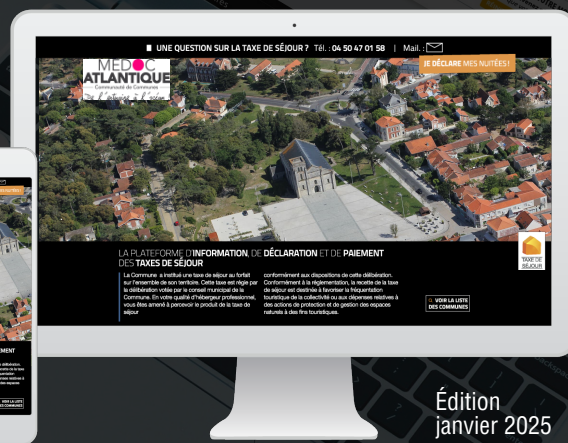 UNE QUESTION SUR LA TAXE DE SÉJOUR ? Tél. : 04 50 47 01 58 | Mail. :
JE DÉCLARE MES NUITÉES !
MEDOC
ATLANTIQUE
Communauté de Communes
De l'estuaire à l'océan
LA PLATEFORME D'INFORMATION, DE DÉCLARATION ET DE PAIEMENT
DES TAXES DE SÉJOUR
La Commune a institué une taxe de séjour au forfait
sur l'ensemble de son territoire. Cette taxe est régie par
la délibération votée par le conseil municipal de la
Commune. En votre qualité d'hébergeur professionnel,
vous êtes amené à percevoir le produit de la taxe de
séjour
conformément aux dispositions de cette délibération.
Conformément à la réglementation, la recette de la taxe
de séjour est destinée à favoriser la fréquentation
touristique de la collectivité ou aux dépenses relatives à
des actions de protection et de gestion des espaces
naturels à des fins touristiques.
TAXE DE
SÉJOUR
VOIR LA LISTE
DES COMMUNES
Édition
janvier 2025